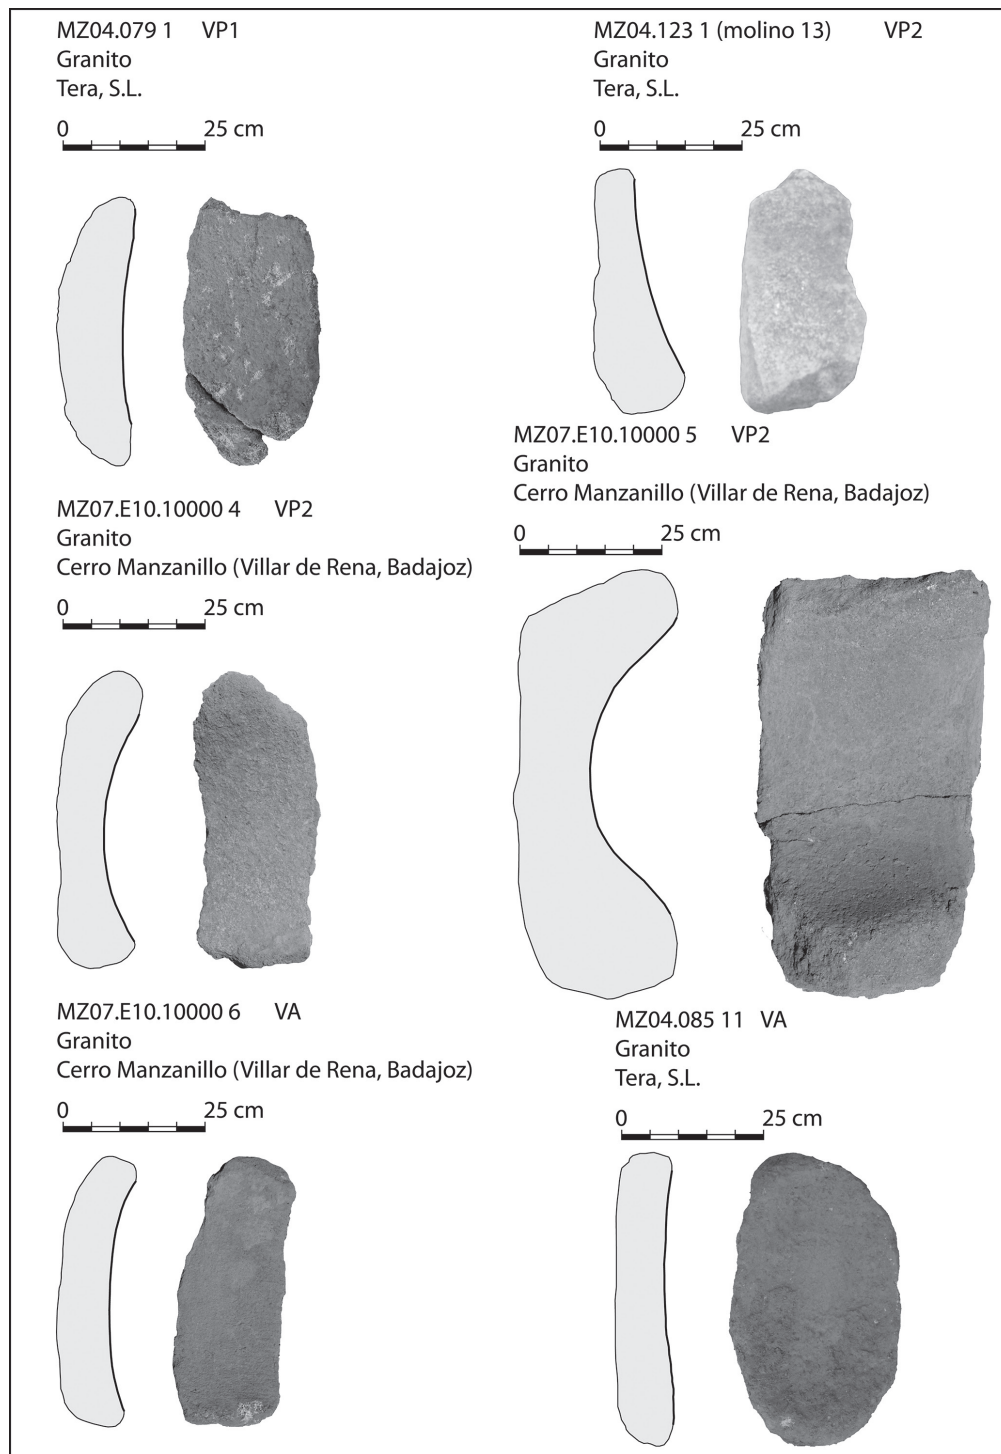 MZ04.079 1 VP1
Granito
Tera, S.L.
0 25 cm
MZ04.123 1 (molino 13) VP2
Granito
Tera, S.L.
0 25 cm
MZ07.E10.10000 4 VP2
Granito
Cerro Manzanillo (Villar de Rena, Badajoz)
0 25 cm
MZ07.E10.10000 5 VP2
Granito
Cerro Manzanillo (Villar de Rena, Badajoz)
0 25 cm
MZ07.E10.10000 6 VA
Granito
Cerro Manzanillo (Villar de Rena, Badajoz)
0 25 cm
MZ04.085 11 VA
Granito
Tera, S.L.
0 25 cm